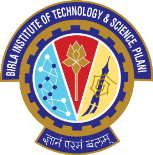 BIRLA INSTITUTE OF TECHNOLOGY & SCIENCE, PILANI
ज्ञानं परमं बलम्